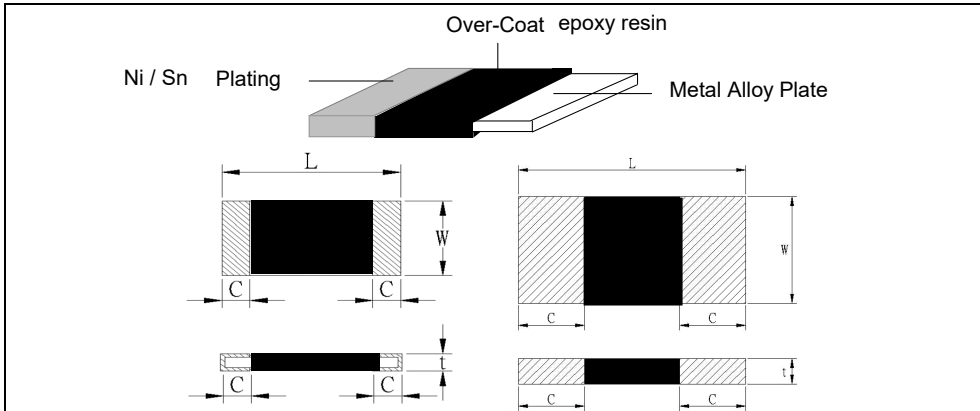 Over-Coat epoxy resin
Ni / Sn Plating
Metal Alloy Plate
L
L
W
W
C
C
C
C
t
t
C
C
C
C